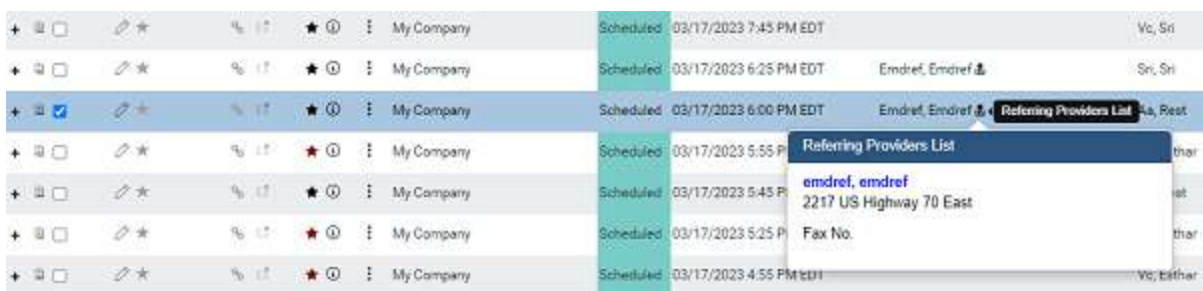 My Company Scheduled 03/17/2023 7:45 PM EDT Vc, Sri
My Company Scheduled 03/17/2023 6:25 PM EDT Emdref, Emdref Sri, Sri
My Company Scheduled 03/17/2023 6:00 PM EDT Emdref, Emdref Referring Providers List Aa, Rest
My Company Scheduled 03/17/2023 5:55 P thar
Referring Providers List
emdref, emdref
2217 US Highway 70 East
Fax No.
My Company Scheduled 03/17/2023 5:45 P
My Company Scheduled 03/17/2023 5:25 P thar
My Company Scheduled 03/17/2023 4:55 PM EDT Vc, Esthar